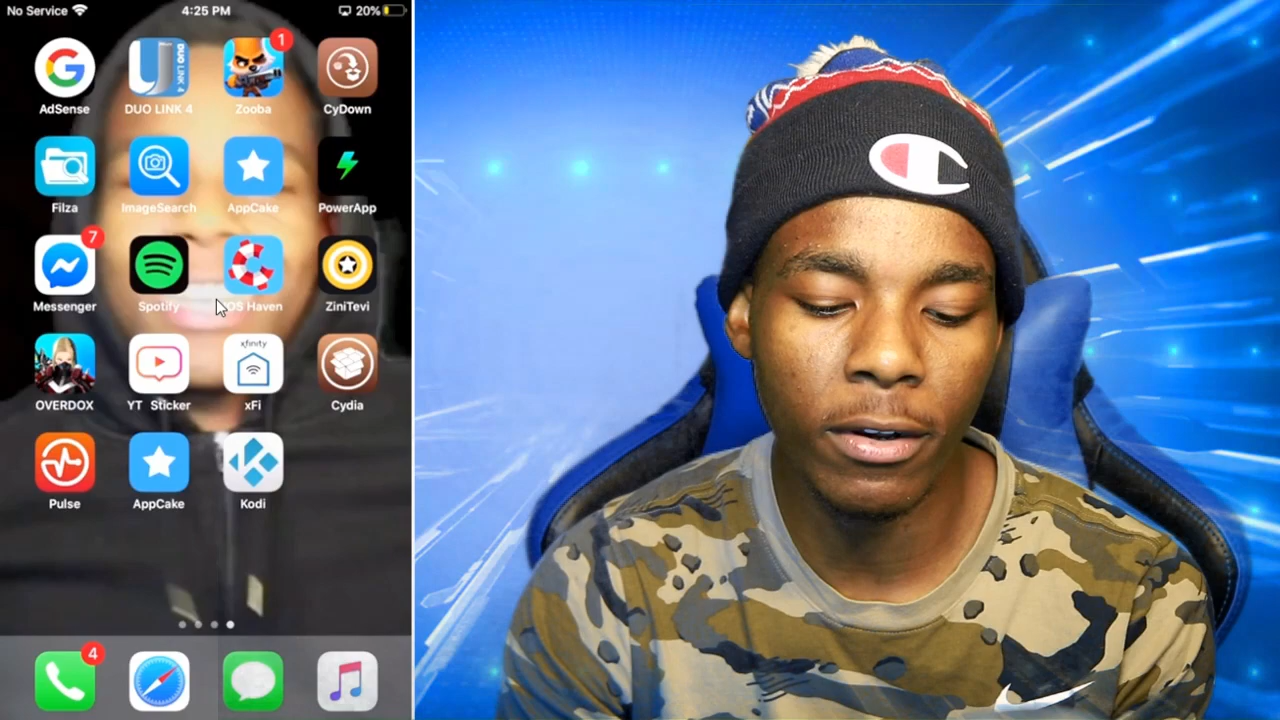 No Service 4:25 PM 20%
1
AdSense DUO LINK 4 Zooba CyDown
Filza ImageSearch AppCake PowerApp
7
Messenger Spotify iOS Haven ZiniTevi
xfinity
OVERDOX YT Sticker xFi Cydia
Pulse AppCake Kodi
4